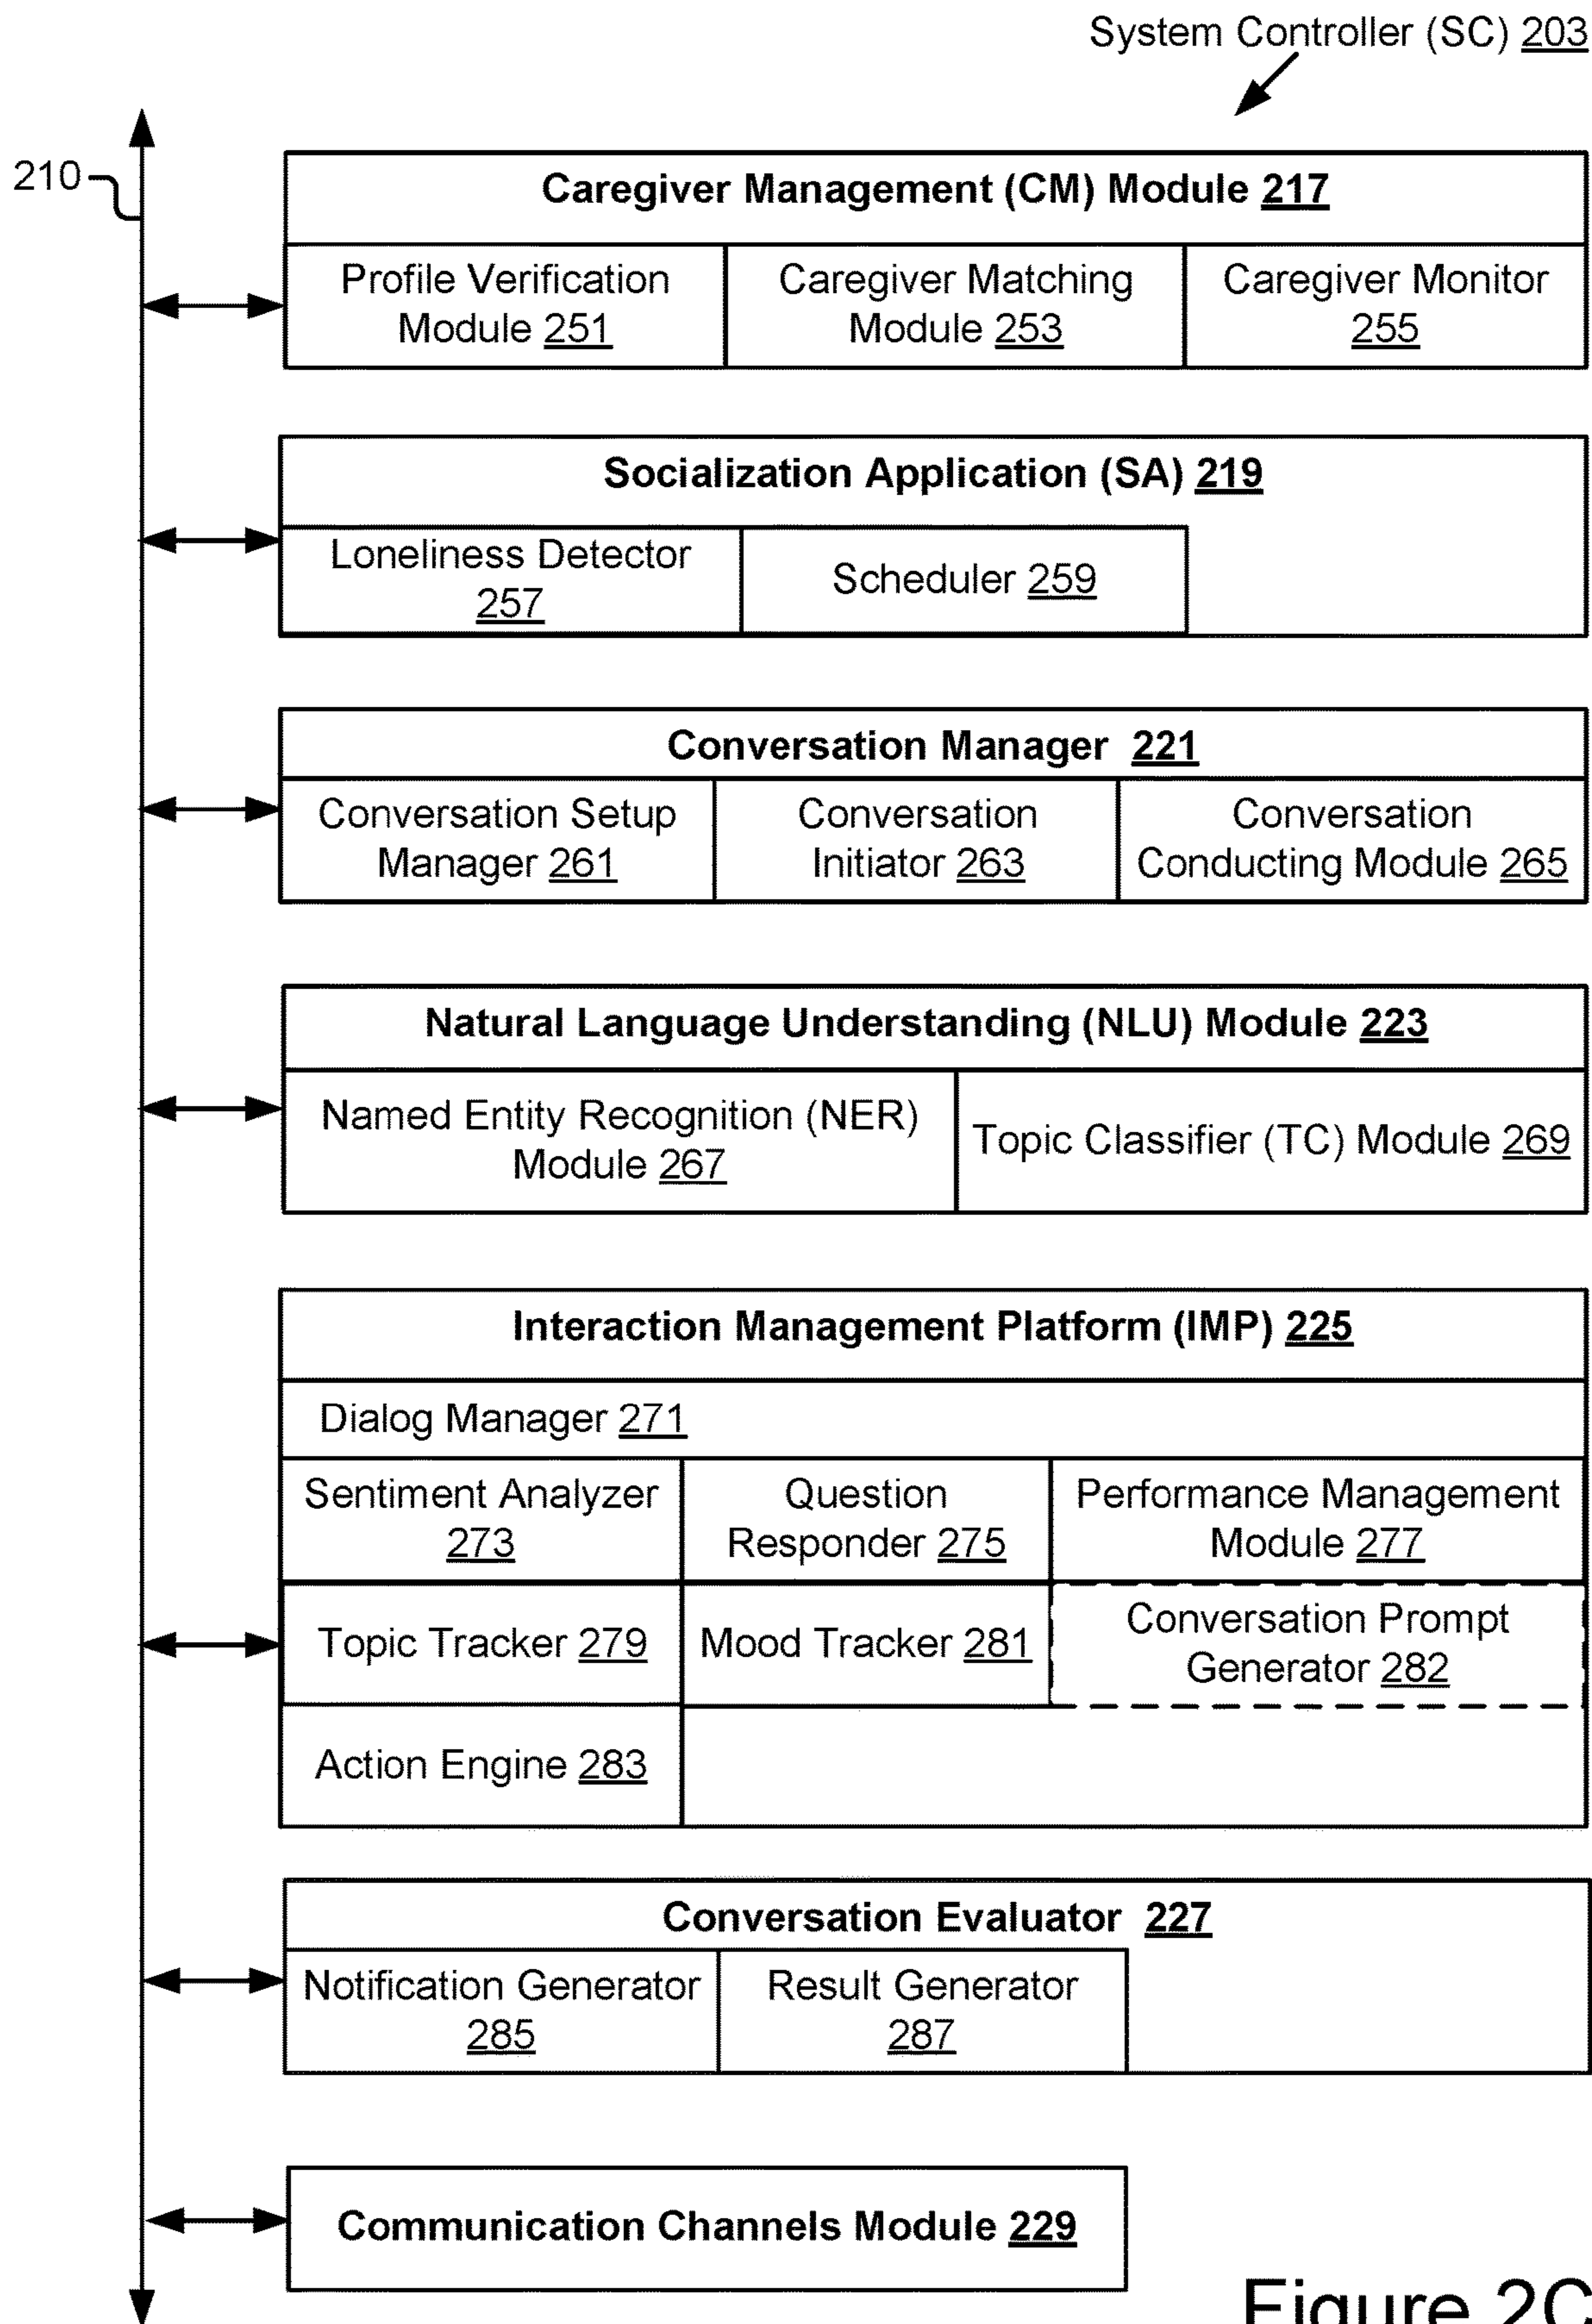 System Controller (SC) 203
210
Caregiver Management (CM) Module 217
Profile Verification
Module 251
Caregiver Matching
Module 253
Caregiver Monitor
255
Socialization Application (SA) 219
Loneliness Detector
257
Scheduler 259
Conversation Manager 221
Conversation Setup
Manager 261
Conversation
Initiator 263
Conversation
Conducting Module 265
Natural Language Understanding (NLU) Module 223
Named Entity Recognition (NER)
Module 267
Topic Classifier (TC) Module 269
Interaction Management Platform (IMP) 225
Dialog Manager 271
Sentiment Analyzer
273
Question
Responder 275
Performance Management
Module 277
Topic Tracker 279
Mood Tracker 281
Conversation Prompt
Generator 282
Action Engine 283
Conversation Evaluator 227
Notification Generator
285
Result Generator
287
Communication Channels Module 229
Figure 2C